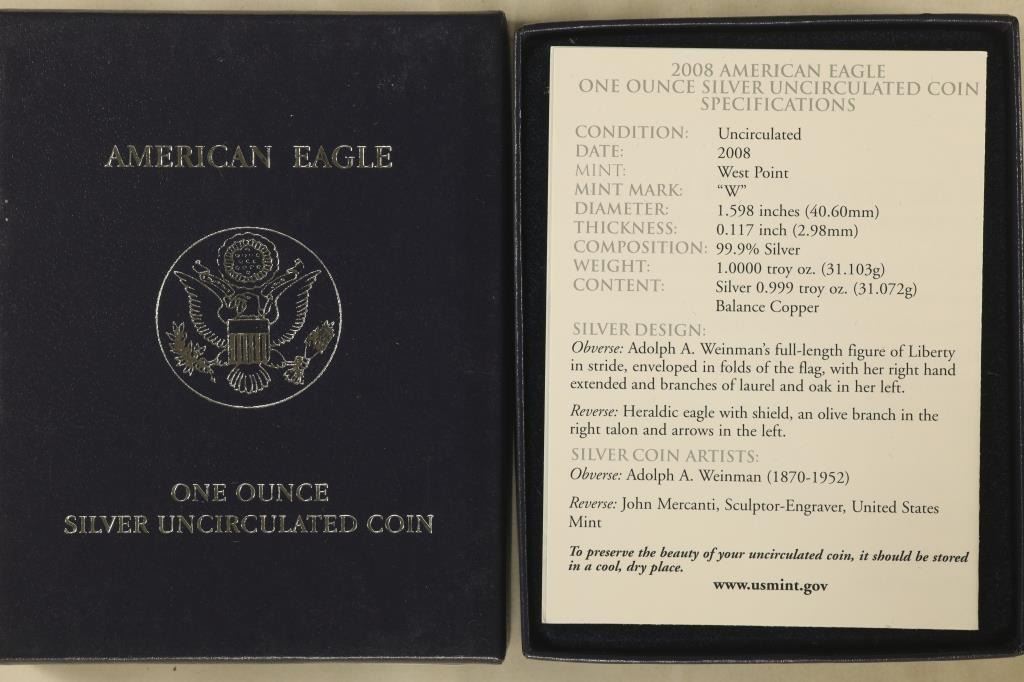 AMERICAN EAGLE
ONE OUNCE
SILVER UNCIRCULATED COIN
2008 AMERICAN EAGLE
ONE OUNCE SILVER UNCIRCULATED COIN
SPECIFICATIONS
CONDITION: Uncirculated
DATE: 2008
MINT: West Point
MINT MARK: “W”
DIAMETER: 1.598 inches (40.60mm)
THICKNESS: 0.117 inch (2.98mm)
COMPOSITION: 99.9% Silver
WEIGHT: 1.0000 troy oz. (31.103g)
CONTENT: Silver 0.999 troy oz. (31.072g)
Balance Copper
SILVER DESIGN:
Obverse: Adolph A. Weinman’s full-length figure of Liberty
in stride, enveloped in folds of the flag, with her right hand
extended and branches of laurel and oak in her left.
Reverse: Heraldic eagle with shield, an olive branch in the
right talon and arrows in the left.
SILVER COIN ARTISTS:
Obverse: Adolph A. Weinman (1870-1952)
Reverse: John Mercanti, Sculptor-Engraver, United States
Mint
To preserve the beauty of your uncirculated coin, it should be stored
in a cool, dry place.
www.usmint.gov